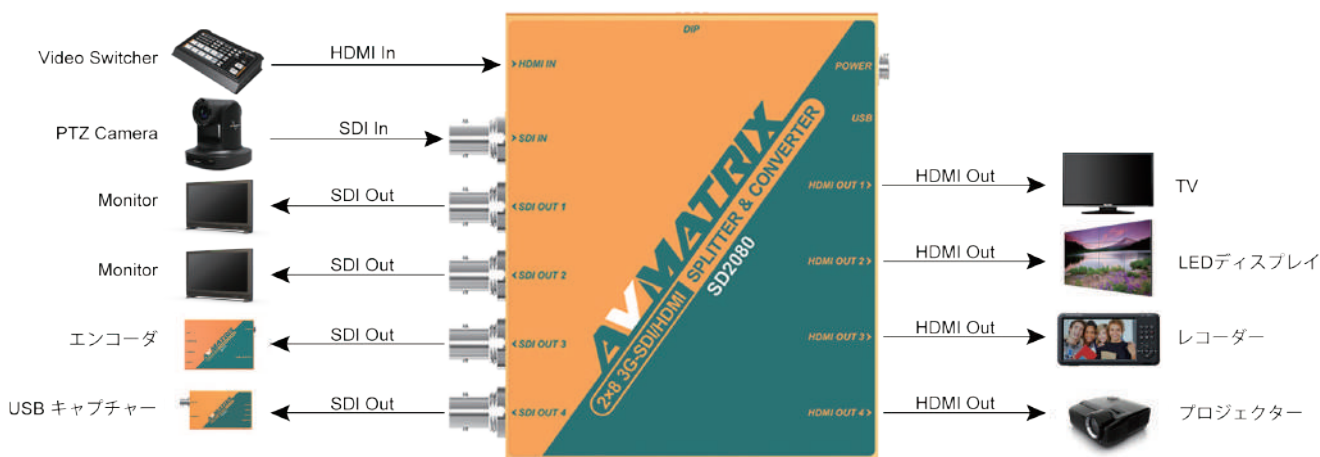 Video Switcher
HDMI In
PTZ Camera
SDI In
Monitor
SDI Out
Monitor
SDI Out
エンコーダ
SDI Out
USB キャプチャー
SDI Out
DIP
>HDMI IN
>SDI IN
<SDI OUT 1
<SDI OUT 2
<SDI OUT 3
<SDI OUT 4
POWER
USB
HDMI OUT 1>
HDMI OUT 2>
HDMI OUT 3>
HDMI OUT 4>
AVMATRIX
2×8 3G-SDI/HDMI SPLITTER & CONVERTER
SD2080
HDMI Out
TV
HDMI Out
LEDディスプレイ
HDMI Out
レコーダー
HDMI Out
プロジェクター